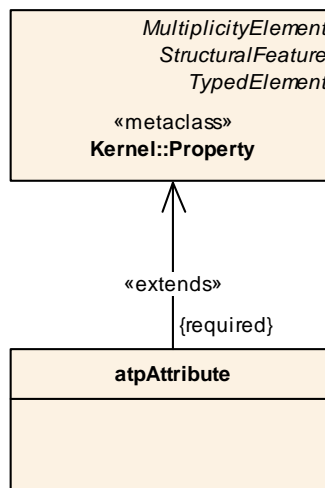 MultiplicityElement
StructuralFeature
TypedElement
«metaclass»
Kernel::Property
«extends»
{required}
atpAttribute